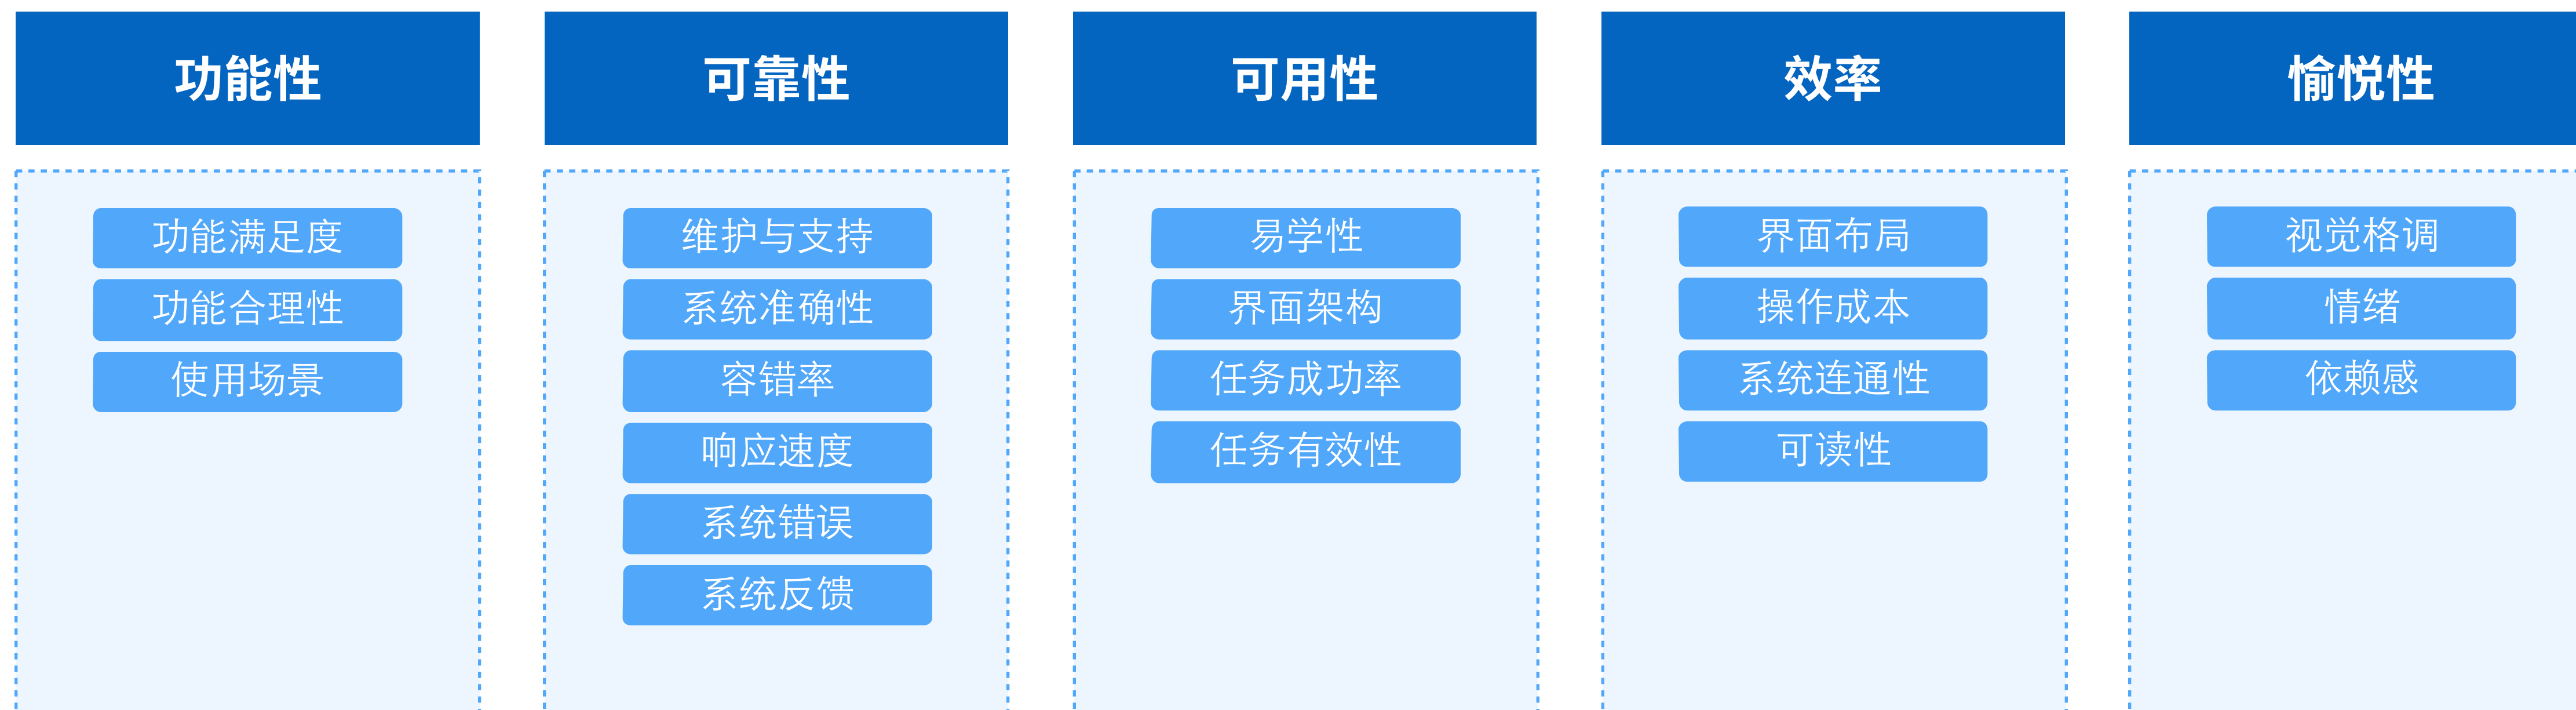 功能性
功能满足度
功能合理性
使用场景
可靠性
维护与支持
系统准确性
容错率
响应速度
系统错误
系统反馈
可用性
易学性
界面架构
任务成功率
任务有效性
效率
界面布局
操作成本
系统连通性
可读性
愉悦性
视觉格调
情绪
依赖感